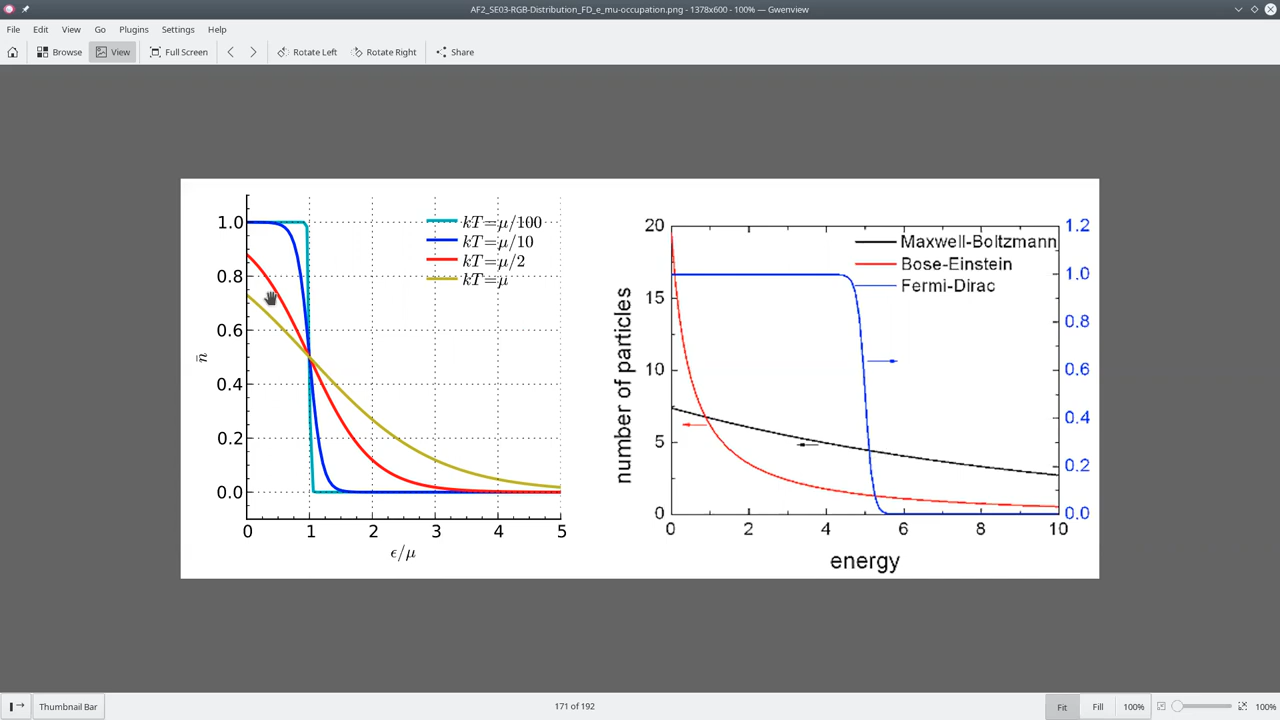 AF2_SE03-RGB-Distribution_FD_e_mu-occupation.png - 1378x600 - 100% — Gwenview
File Edit View Go Plugins Settings Help
Browse View Full Screen Rotate Left Rotate Right Share
1.0
0.8
0.6
0.4
0.2
0.0
n̄
kT=μ/100
kT=μ/10
kT=μ/2
kT=μ
0 1 2 3 4 5
ϵ/μ
20
15
10
5
0
number of particles
Maxwell-Boltzmann
Bose-Einstein
Fermi-Dirac
1.2
1.0
0.8
0.6
0.4
0.2
0.0
0 2 4 6 8 10
energy
Thumbnail Bar 171 of 192 Fit Fill 100% 100%